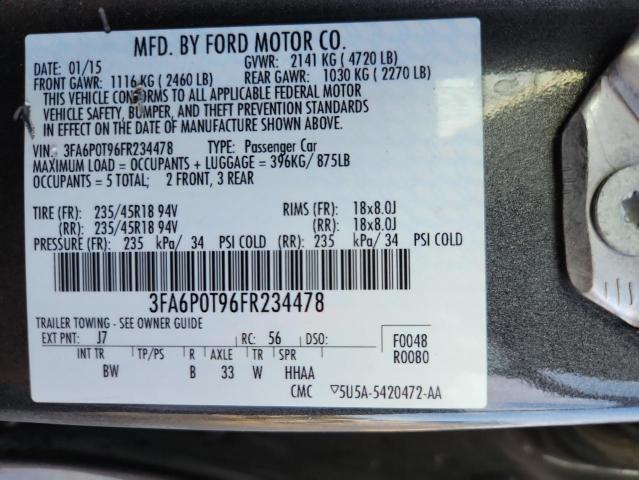 MFD. BY FORD MOTOR CO.
DATE: 01/15 GVWR: 2141 KG ( 4720 LB)
FRONT GAWR: 1116 KG ( 2460 LB) REAR GAWR: 1030 KG ( 2270 LB)
THIS VEHICLE CONFORMS TO ALL APPLICABLE FEDERAL MOTOR
VEHICLE SAFETY, BUMPER, AND THEFT PREVENTION STANDARDS
IN EFFECT ON THE DATE OF MANUFACTURE SHOWN ABOVE.
VIN: 3FA6P0T96FR234478 TYPE: Passenger Car
MAXIMUM LOAD = OCCUPANTS + LUGGAGE = 396KG/ 875LB
OCCUPANTS = 5 TOTAL; 2 FRONT, 3 REAR
TIRE (FR): 235/45R18 94V RIMS (FR): 18x8.0J
(RR): 235/45R18 94V (RR): 18x8.0J
PRESSURE (FR): 235 kPa/ 34 PSI COLD (RR): 235 kPa/ 34 PSI COLD
3FA6P0T96FR234478
TRAILER TOWING - SEE OWNER GUIDE
EXT PNT: J7 RC: 56 DSO: F0048
INT TR TP/PS R AXLE TR SPR R0080
BW B 33 W HHAA
CMC ▽5U5A-5420472-AA